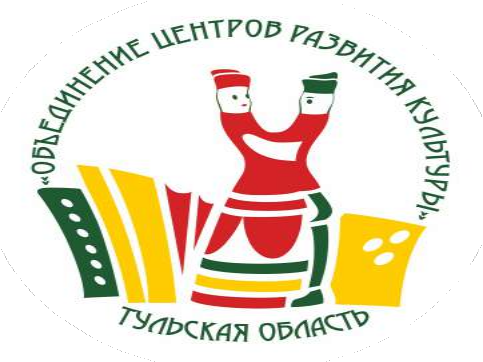 «ОБЪЕДИНЕНИЕ ЦЕНТРОВ РАЗВИТИЯ КУЛЬТУРЫ»
ТУЛЬСКАЯ ОБЛАСТЬ